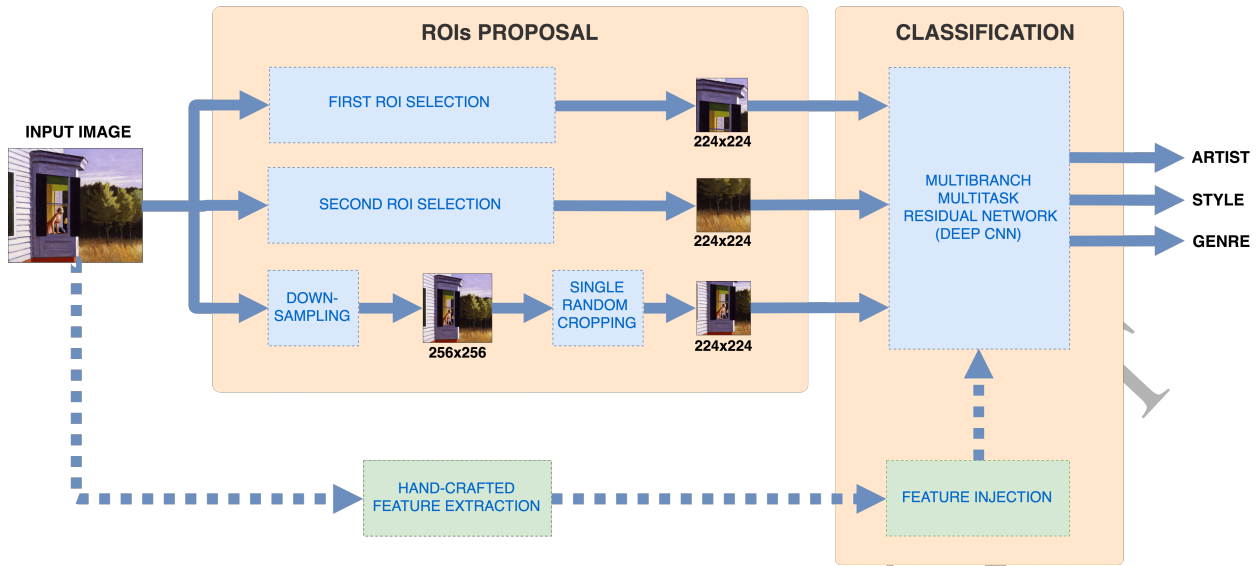 ROIs PROPOSAL
CLASSIFICATION
INPUT IMAGE
FIRST ROI SELECTION
224x224
SECOND ROI SELECTION
224x224
DOWN-
SAMPLING
256x256
SINGLE
RANDOM
CROPPING
224x224
MULTIBRANCH
MULTITASK
RESIDUAL NETWORK
(DEEP CNN)
ARTIST
STYLE
GENRE
HAND-CRAFTED
FEATURE EXTRACTION
FEATURE INJECTION